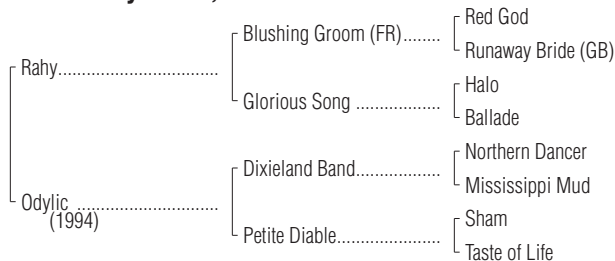 Red God
Blushing Groom (FR)........
Runaway Bride (GB)
Rahy..................................
Halo
Glorious Song ..................
Ballade
Northern Dancer
Dixieland Band..................
Mississippi Mud
Odylic ...............................
(1994)
Sham
Petite Diable......................
Taste of Life